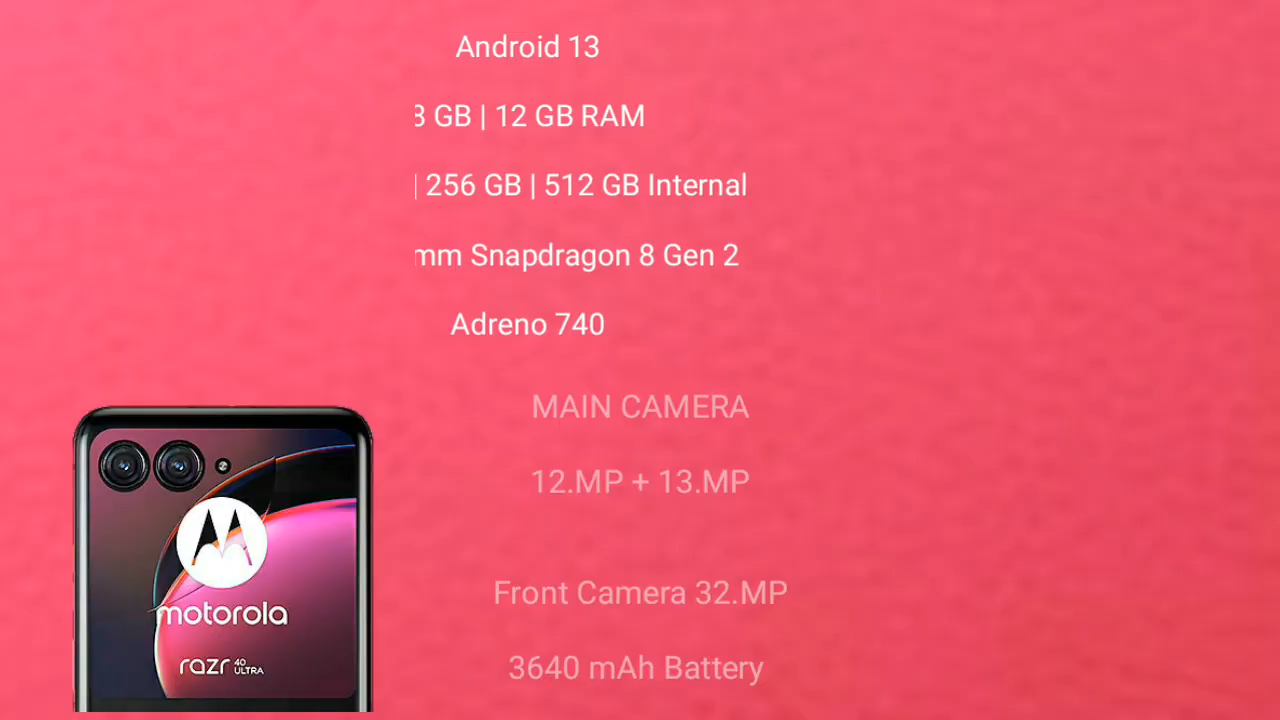 Android 13
8 GB | 12 GB RAM
| 256 GB | 512 GB Internal
mm Snapdragon 8 Gen 2
Adreno 740
MAIN CAMERA
12.MP + 13.MP
Front Camera 32.MP
3640 mAh Battery
motorola
razr 40 ULTRA